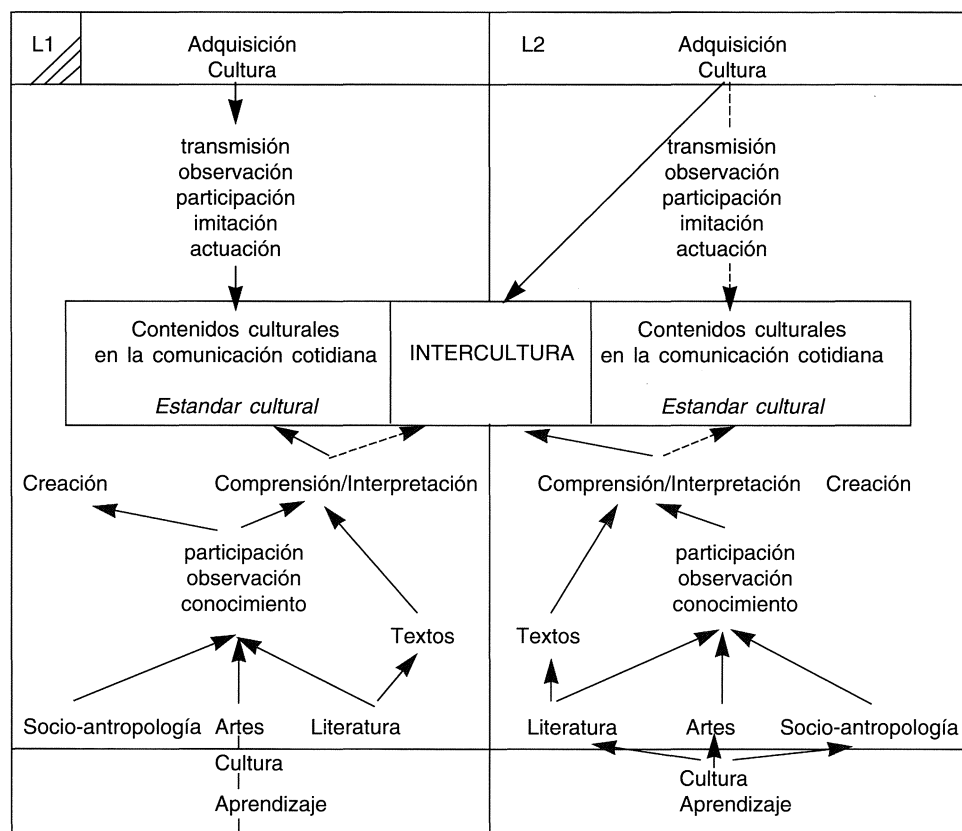 L1
Adquisición
Cultura
L2
Adquisición
Cultura
transmisión
observación
participación
imitación
actuación
transmisión
observación
participación
imitación
actuación
Contenidos culturales
en la comunicación cotidiana
Estandar cultural
INTERCULTURA
Contenidos culturales
en la comunicación cotidiana
Estandar cultural
Creación
Comprensión/Interpretación
Comprensión/Interpretación
Creación
participación
observación
conocimiento
Textos
participación
observación
conocimiento
Textos
Socio-antropología
Artes
Literatura
Literatura
Artes
Socio-antropología
Cultura
Aprendizaje
Cultura
Aprendizaje